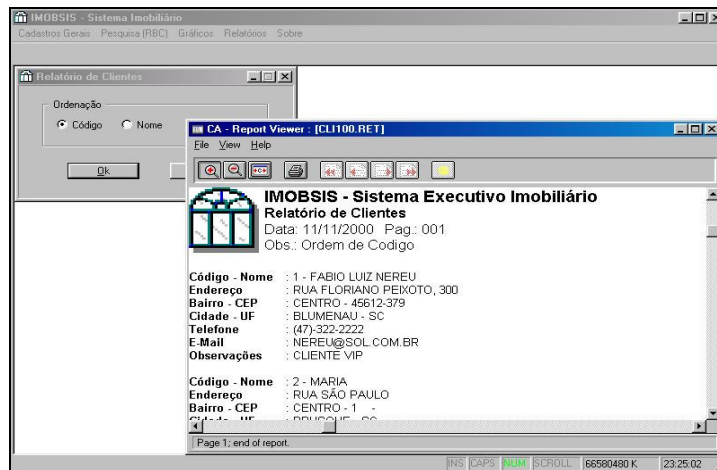 IMOBSIS - Sistema Imobiliário
Cadastros Gerais Pesquisa (RBC) Gráficos Relatórios Sobre
Relatório de Clientes
Ordenação
Código Nome
Ok
CA - Report Viewer : [CLI100.RET]
File View Help
IMOBSIS - Sistema Executivo Imobiliário
Relatório de Clientes
Data: 11/11/2000 Pag.: 001
Obs.: Ordem de Codigo
Código - Nome : 1 - FABIO LUIZ NEREU
Endereço : RUA FLORIANO PEIXOTO, 300
Bairro - CEP : CENTRO - 45612-379
Cidade - UF : BLUMENAU - SC
Telefone : (47)-322-2222
E-Mail : NEREU@SOL.COM.BR
Observações : CLIENTE VIP
Código - Nome : 2 - MARIA
Endereço : RUA SÃO PAULO
Bairro - CEP : CENTRO - 1 -
Cidade - UF : BRUSQUE - SC
Page 1; end of report.
INS CAPS NUM SCROLL 66580480 K 23:25:02